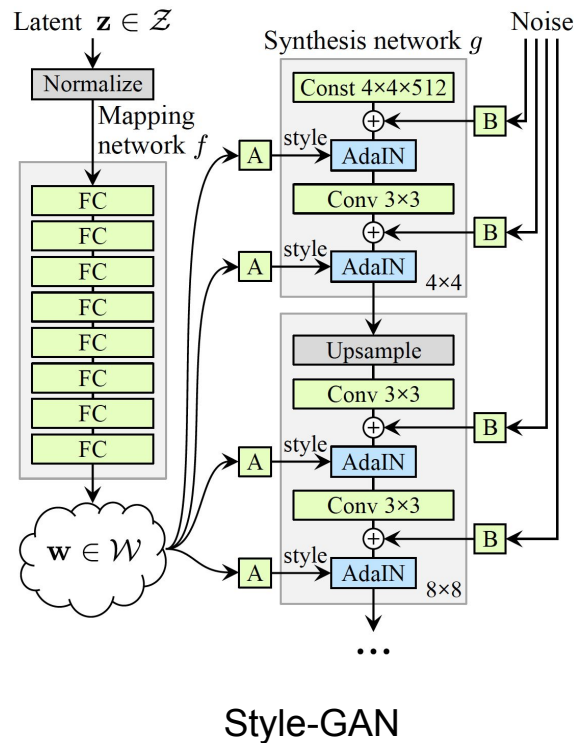 Latent z ∈ 𝒵
Normalize
Mapping
network f
FC
FC
FC
FC
FC
FC
FC
FC
w ∈ 𝒲
Synthesis network g
Noise
Const 4×4×512
+
B
A
style
AdaIN
Conv 3×3
+
B
A
style
AdaIN
4×4
Upsample
Conv 3×3
+
B
A
style
AdaIN
Conv 3×3
+
B
A
style
AdaIN
8×8
...
Style-GAN